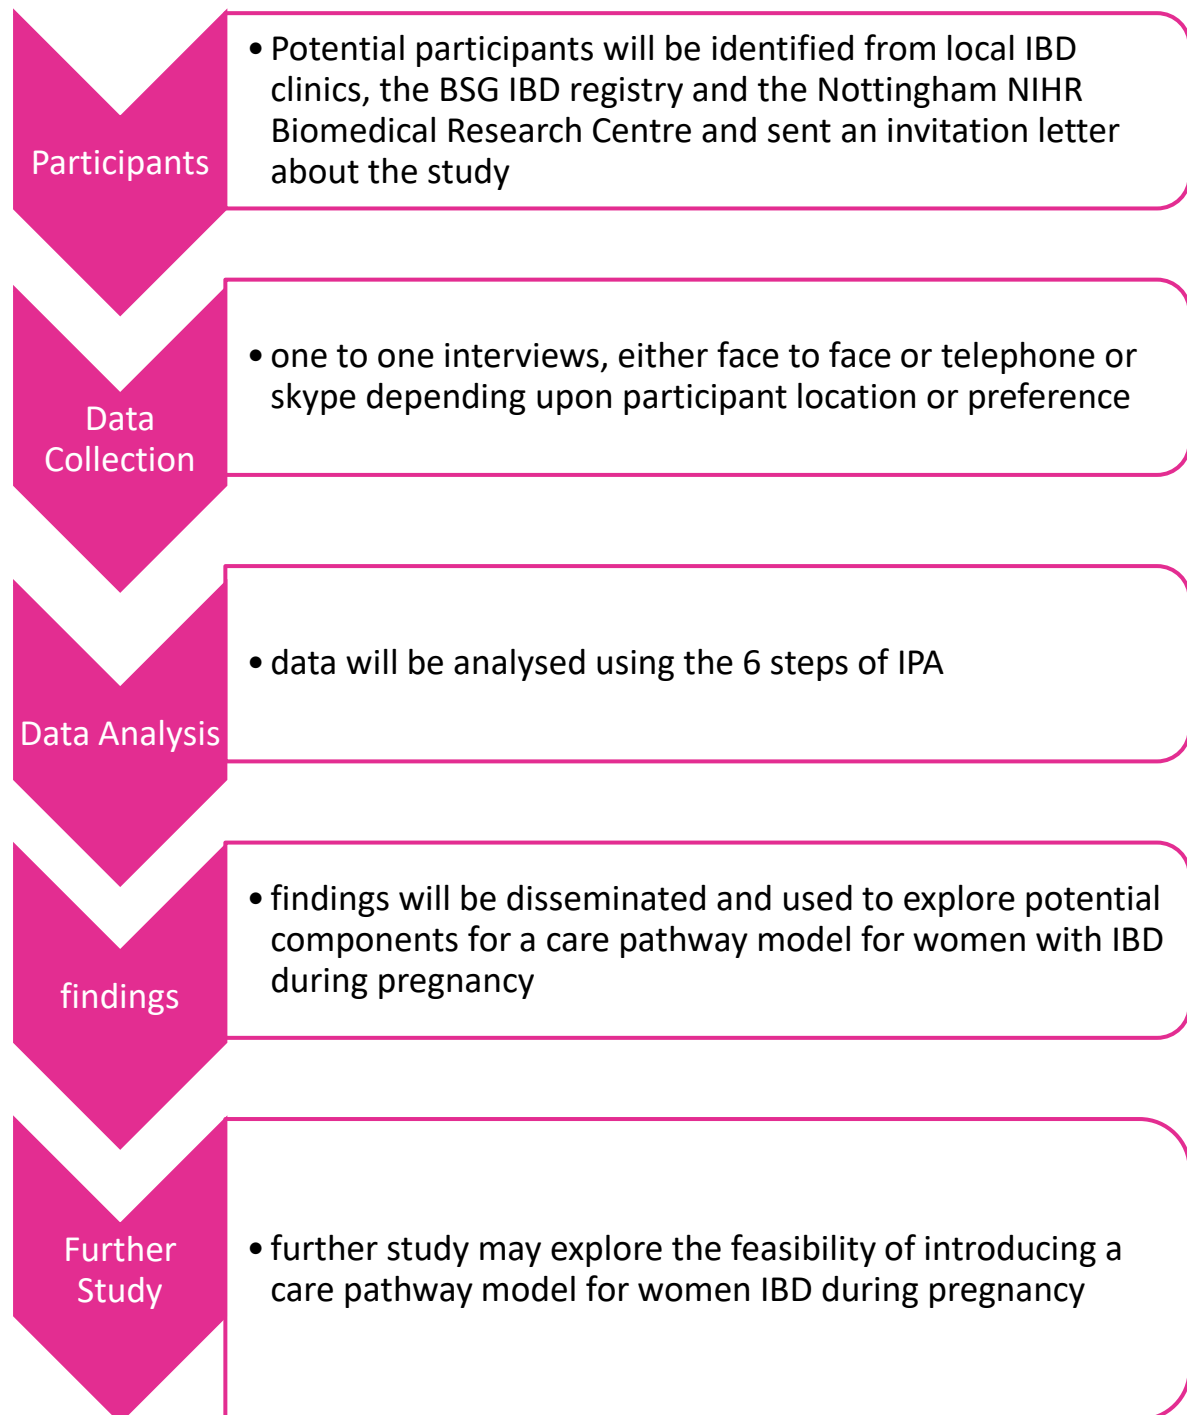 Participants
• Potential participants will be identified from local IBD
clinics, the BSG IBD registry and the Nottingham NIHR
Biomedical Research Centre and sent an invitation letter
about the study
Data
Collection
• one to one interviews, either face to face or telephone or
skype depending upon participant location or preference
Data Analysis
• data will be analysed using the 6 steps of IPA
findings
• findings will be disseminated and used to explore potential
components for a care pathway model for women with IBD
during pregnancy
Further
Study
• further study may explore the feasibility of introducing a
care pathway model for women IBD during pregnancy